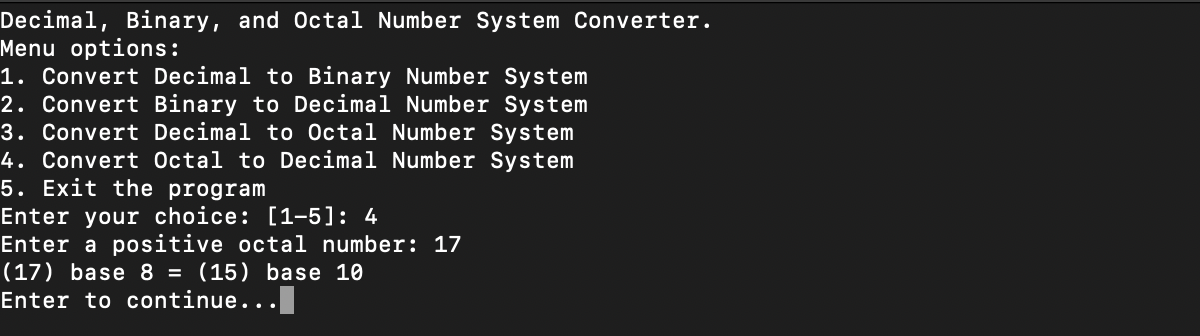 Decimal, Binary, and Octal Number System Converter.
Menu options:
1. Convert Decimal to Binary Number System
2. Convert Binary to Decimal Number System
3. Convert Decimal to Octal Number System
4. Convert Octal to Decimal Number System
5. Exit the program
Enter your choice: [1-5]: 4
Enter a positive octal number: 17
(17) base 8 = (15) base 10
Enter to continue...